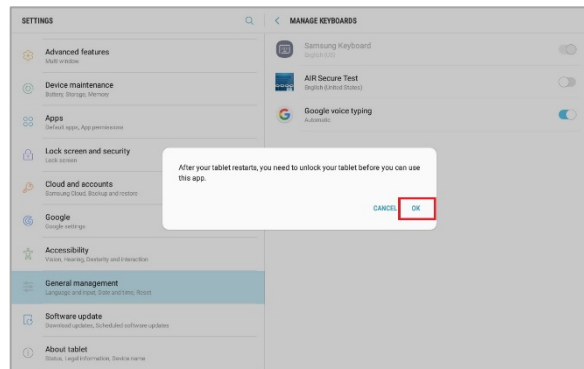 SETTINGS
Advanced features
Multi window
Device maintenance
Battery, Storage, Memory
Apps
Default apps, App permissions
Lock screen and security
Lock screen
Cloud and accounts
Samsung Cloud, Backup and restore
Google
Google settings
Accessibility
Vision, Hearing, Dexterity and interaction
General management
Language and input, Date and time, Reset
Software update
Download updates, Scheduled software updates
About tablet
Status, Legal information, Device name
MANAGE KEYBOARDS
Samsung Keyboard
English (US)
AIR Secure Test
English (United States)
Google voice typing
Automatic
After your tablet restarts, you need to unlock your tablet before you can use
this app.
CANCEL OK